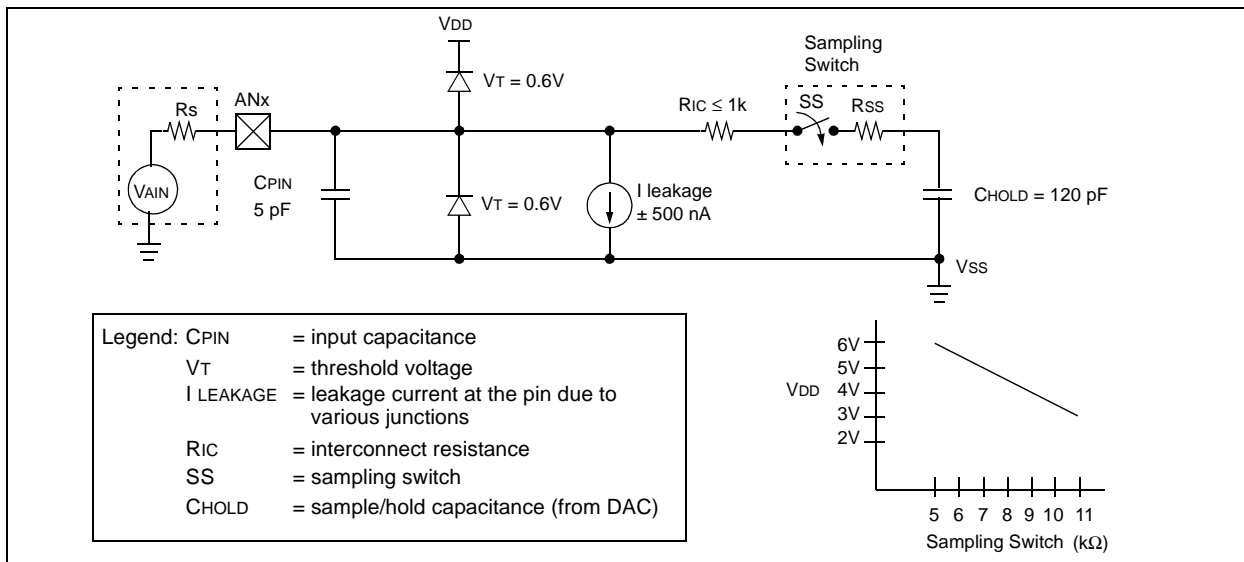 VDD
Sampling
Switch
VT = 0.6V
RS
ANx
RIC ≤ 1k
SS
RSS
VAIN
CPIN
5 pF
VT = 0.6V
I leakage
± 500 nA
CHOLD = 120 pF
VSS
Legend: CPIN = input capacitance
VT = threshold voltage
I LEAKAGE = leakage current at the pin due to
various junctions
RIC = interconnect resistance
SS = sampling switch
CHOLD = sample/hold capacitance (from DAC)
6V
5V
VDD 4V
3V
2V
5 6 7 8 9 10 11
Sampling Switch (kΩ)